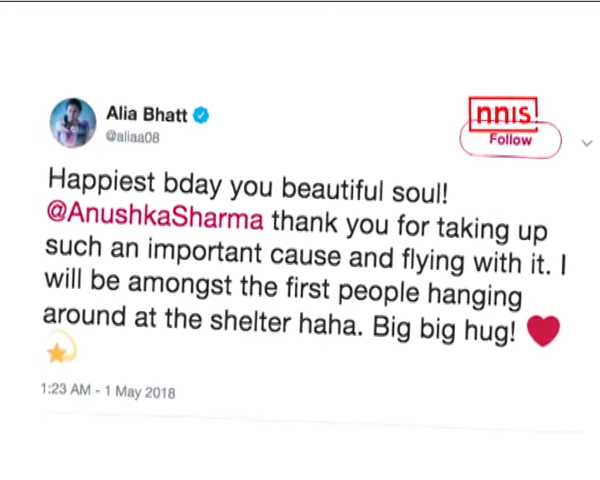 Alia Bhatt
@aliaa08
nnis!
Follow
Happiest bday you beautiful soul!
@AnushkaSharma thank you for taking up
such an important cause and flying with it. I
will be amongst the first people hanging
around at the shelter haha. Big big hug! ❤️
💫
1:23 AM - 1 May 2018